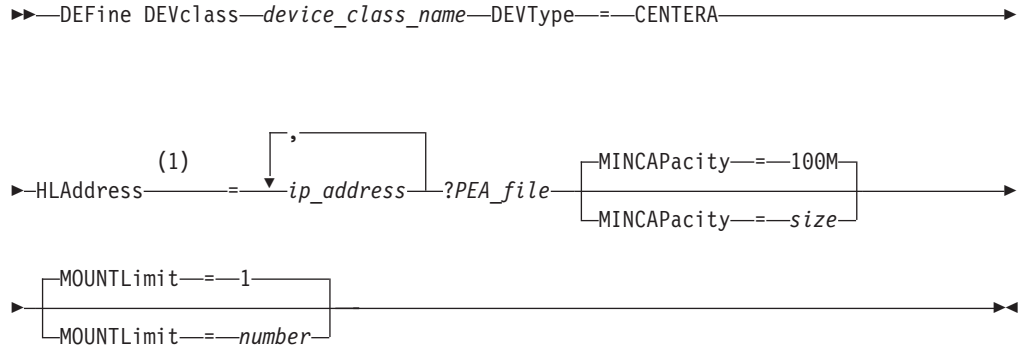 DEFine DEVclass device_class_name DEVType = CENTERA
,
(1)
MINCAPacity = 100M
HLAddress = ip_address ?PEA_file
MINCAPacity = size
MOUNTLimit = 1
MOUNTLimit = number